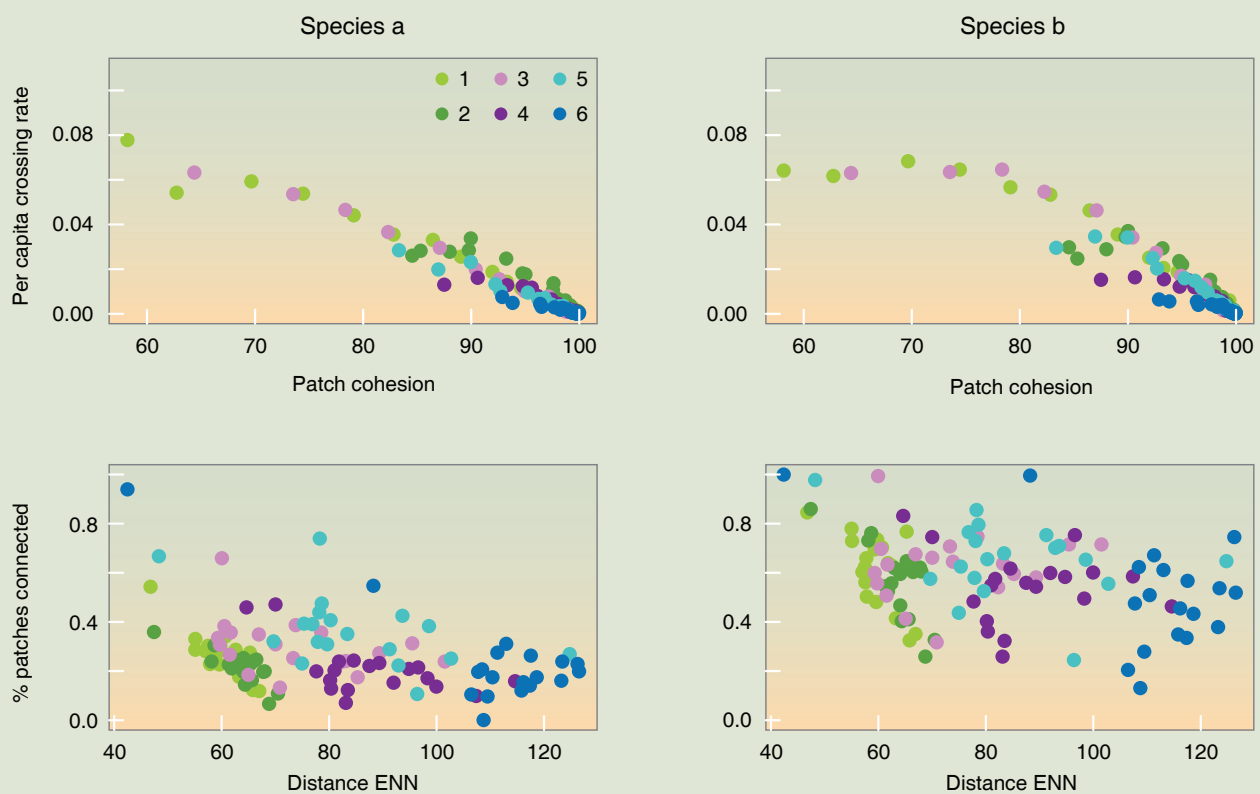 Species a
Species b
Per capita crossing rate
0.08
0.04
0.00
1 3 5
2 4 6
60 70 80 90 100
Patch cohesion
0.08
0.04
0.00
60 70 80 90 100
Patch cohesion
% patches connected
0.8
0.4
0.0
40 60 80 100 120
Distance ENN
0.8
0.4
0.0
40 60 80 100 120
Distance ENN